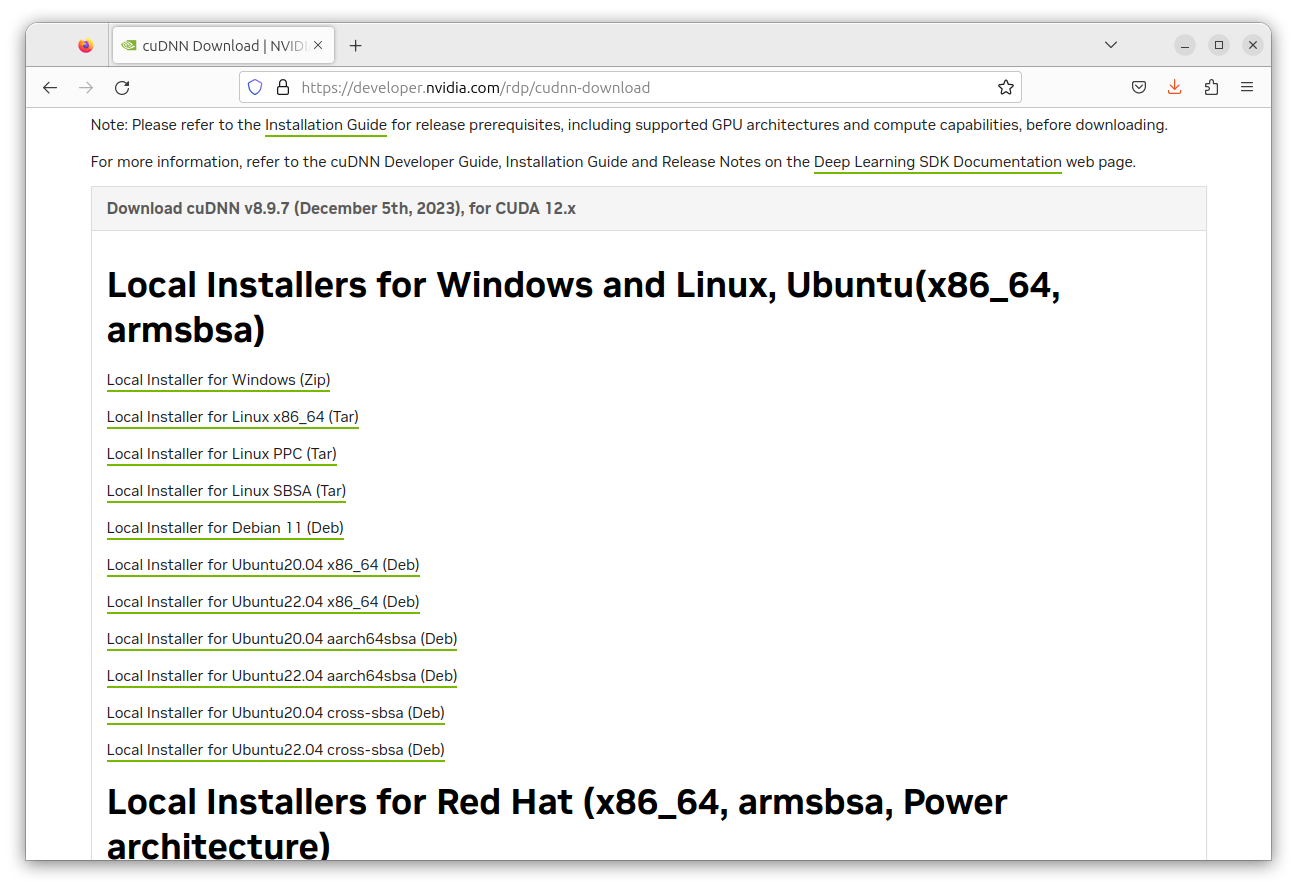 cuDNN Download | NVIDI
https://developer.nvidia.com/rdp/cudnn-download
Note: Please refer to the Installation Guide for release prerequisites, including supported GPU architectures and compute capabilities, before downloading.
For more information, refer to the cuDNN Developer Guide, Installation Guide and Release Notes on the Deep Learning SDK Documentation web page.
Download cuDNN v8.9.7 (December 5th, 2023), for CUDA 12.x
Local Installers for Windows and Linux, Ubuntu(x86_64,
armsbsa)
Local Installer for Windows (Zip)
Local Installer for Linux x86_64 (Tar)
Local Installer for Linux PPC (Tar)
Local Installer for Linux SBSA (Tar)
Local Installer for Debian 11 (Deb)
Local Installer for Ubuntu20.04 x86_64 (Deb)
Local Installer for Ubuntu22.04 x86_64 (Deb)
Local Installer for Ubuntu20.04 aarch64sbsa (Deb)
Local Installer for Ubuntu22.04 aarch64sbsa (Deb)
Local Installer for Ubuntu20.04 cross-sbsa (Deb)
Local Installer for Ubuntu22.04 cross-sbsa (Deb)
Local Installers for Red Hat (x86_64, armsbsa, Power
architecture)